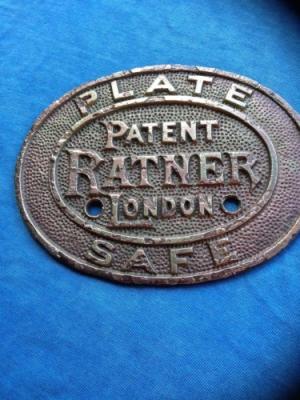 PLATE
PATENT
RATNER
LONDON
SAFE